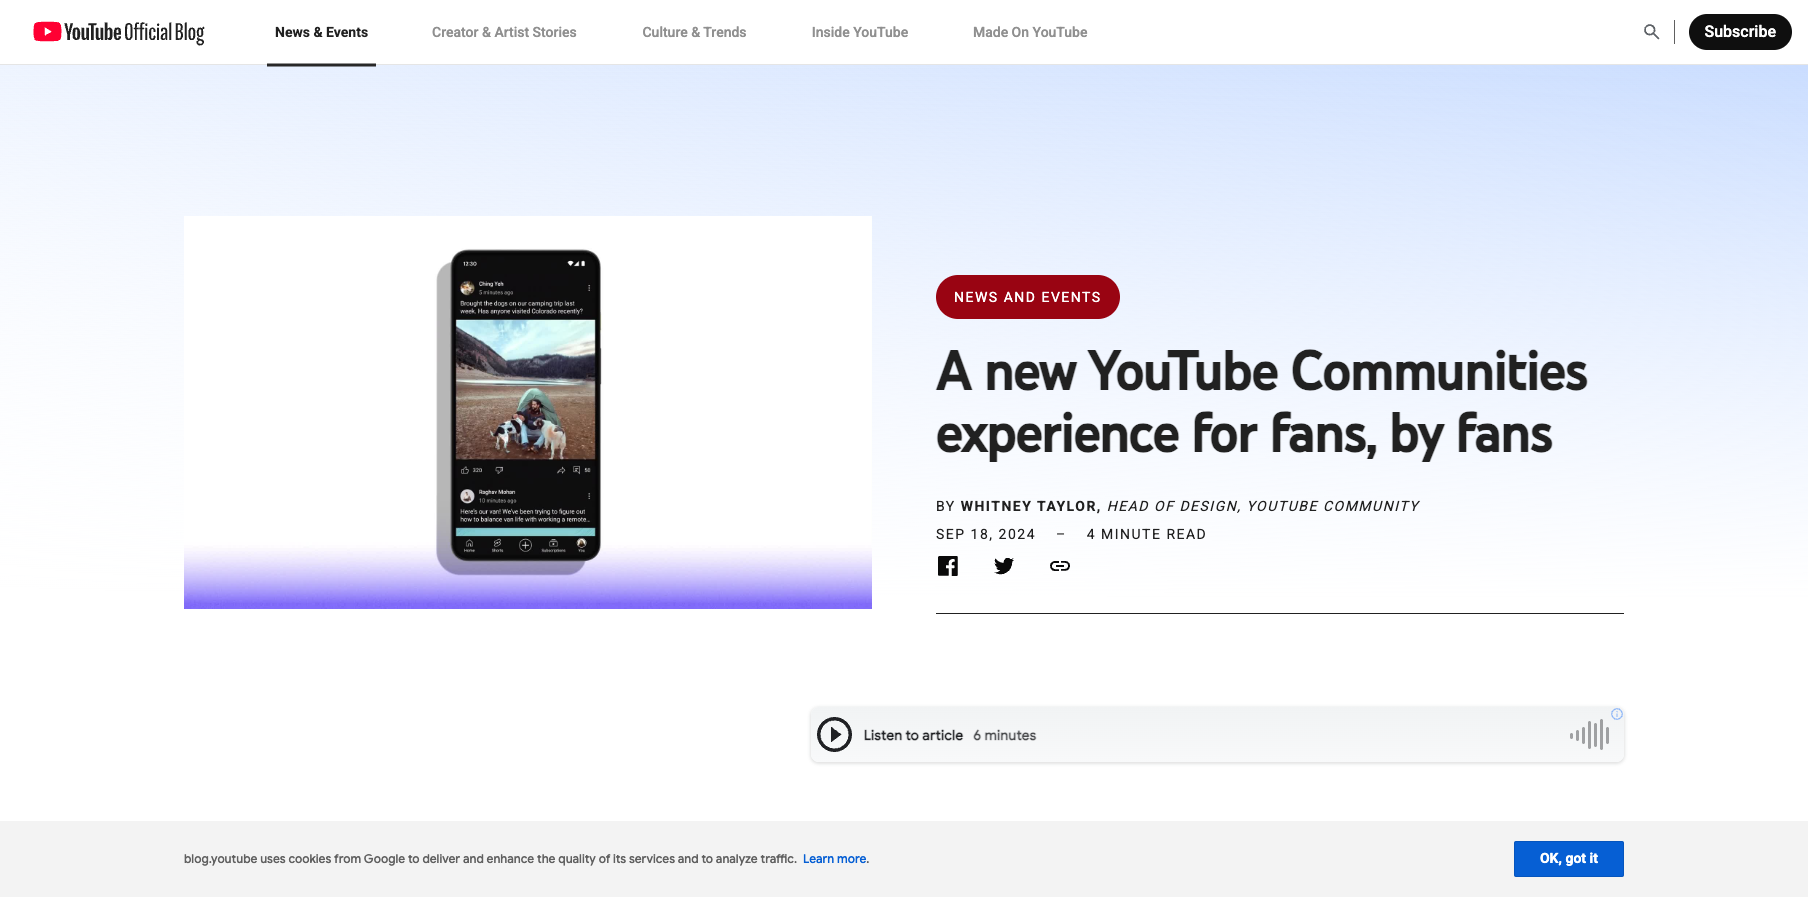 YouTube Official Blog
News & Events
Creator & Artist Stories
Culture & Trends
Inside YouTube
Made On YouTube
Subscribe
12:30
Ching Yeh
5 minutes ago
Brought the dogs on our camping trip last
week. Has anyone visited Colorado recently?
320
50
Raghav Mohan
10 minutes ago
Here's our van! We've been trying to figure out
how to balance van life with working a remote...
Home
Shorts
Subscriptions
You
NEWS AND EVENTS
A new YouTube Communities
experience for fans, by fans
BY WHITNEY TAYLOR, HEAD OF DESIGN, YOUTUBE COMMUNITY
SEP 18, 2024 – 4 MINUTE READ
Listen to article 6 minutes
blog.youtube uses cookies from Google to deliver and enhance the quality of its services and to analyze traffic. Learn more.
OK, got it